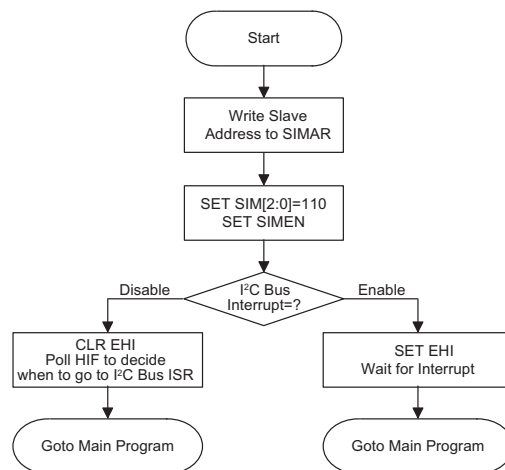 Start
Write Slave
Address to SIMAR
SET SIM[2:0]=110
SET SIMEN
I²C Bus
Interrupt=?
Disable
Enable
CLR EHI
Poll HIF to decide
when to go to I²C Bus ISR
SET EHI
Wait for Interrupt
Goto Main Program
Goto Main Program